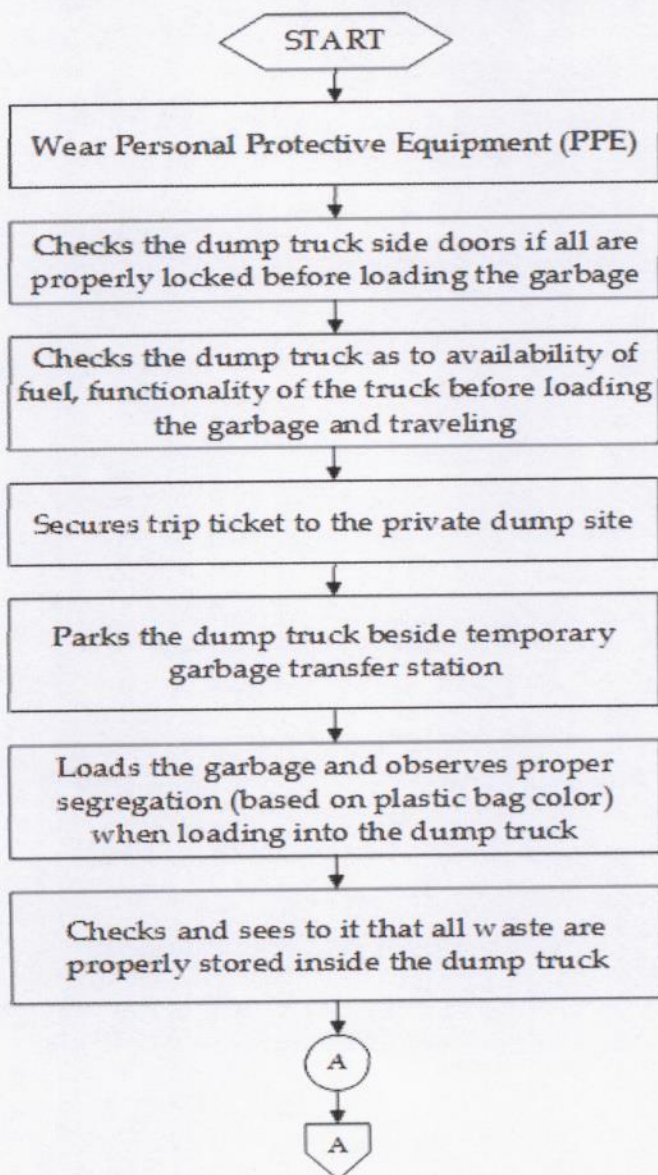 START
Wear Personal Protective Equipment (PPE)
Checks the dump truck side doors if all are
properly locked before loading the garbage
Checks the dump truck as to availability of
fuel, functionality of the truck before loading
the garbage and traveling
Secures trip ticket to the private dump site
Parks the dump truck beside temporary
garbage transfer station
Loads the garbage and observes proper
segregation (based on plastic bag color)
when loading into the dump truck
Checks and sees to it that all waste are
properly stored inside the dump truck
A
A